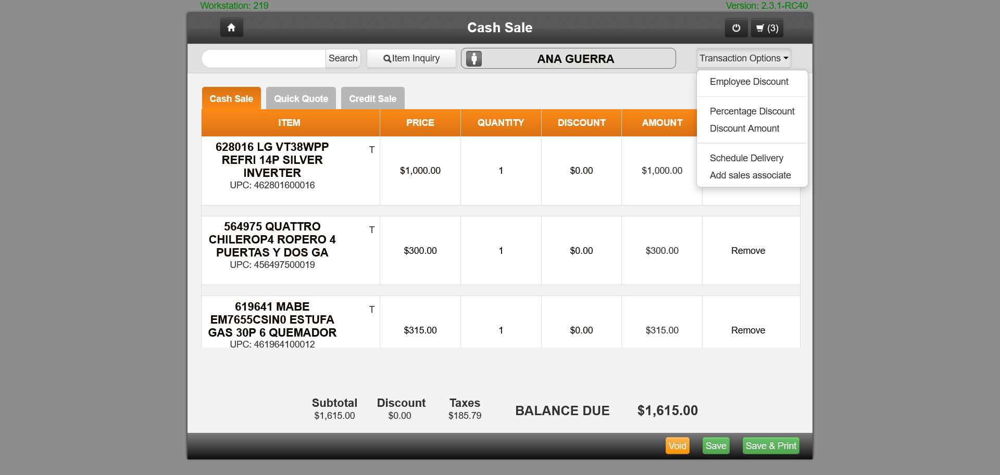 Workstation: 219
Version: 2.3.1-RC40
Cash Sale
(3)
Search
Item Inquiry
ANA GUERRA
Transaction Options
Employee Discount
Percentage Discount
Discount Amount
Schedule Delivery
Add sales associate
Cash Sale
Quick Quote
Credit Sale
ITEM
PRICE
QUANTITY
DISCOUNT
AMOUNT
628016 LG VT38WPP
REFRI 14P SILVER
INVERTER
UPC: 462801600016
T
$1,000.00
1
$0.00
$1,000.00
564975 QUATTRO
CHILEROP4 ROPERO 4
PUERTAS Y DOS GA
UPC: 456497500019
T
$300.00
1
$0.00
$300.00
Remove
619641 MABE
EM7655CSIN0 ESTUFA
GAS 30P 6 QUEMADOR
UPC: 461964100012
T
$315.00
1
$0.00
$315.00
Remove
Subtotal
$1,615.00
Discount
$0.00
Taxes
$185.79
BALANCE DUE
$1,615.00
Void
Save
Save & Print